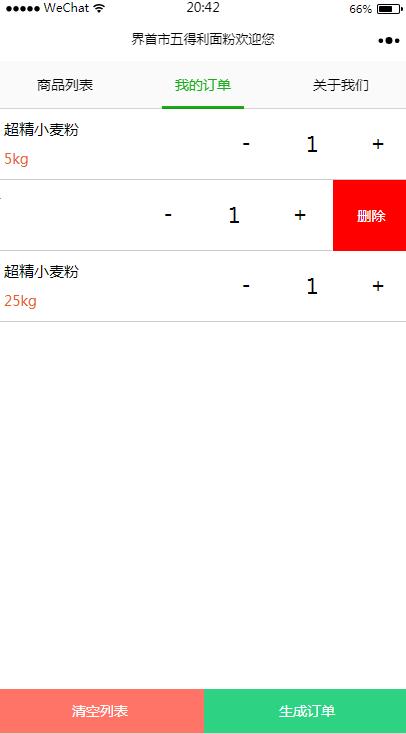 WeChat 20:42 66%
界首市五得利面粉欢迎您
商品列表 我的订单 关于我们
超精小麦粉
5kg
- 1 +
- 1 + 删除
超精小麦粉
25kg
- 1 +
清空列表 生成订单